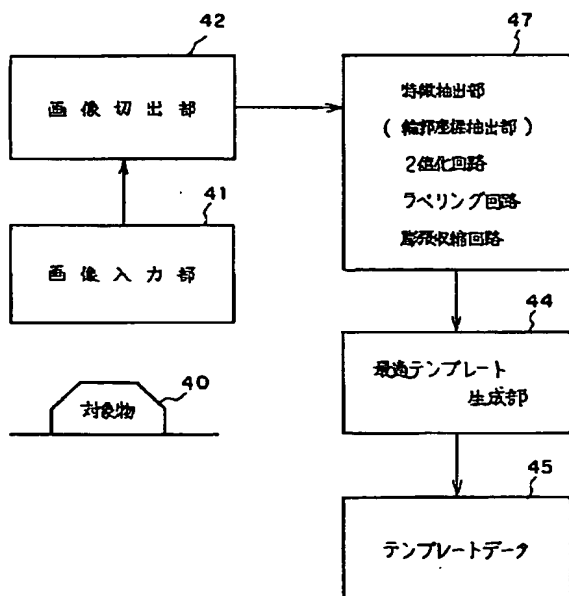 42
画像切出部
41
画像入力部
40
対象物
47
特徴抽出部
(輪郭座標抽出部)
2値化回路
ラベリング回路
膨張収縮回路
44
最適テンプレート
生成部
45
テンプレートデータ